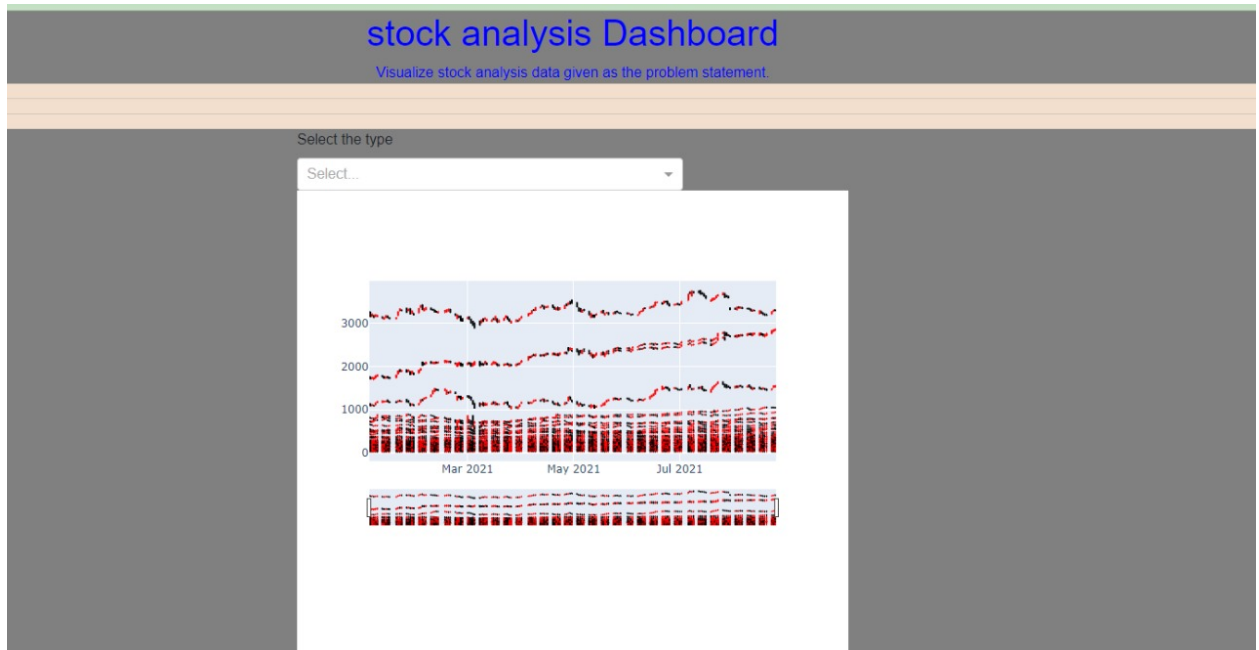 stock analysis Dashboard
Visualize stock analysis data given as the problem statement.
Select the type
Select...
3000
2000
1000
0
Mar 2021 May 2021 Jul 2021